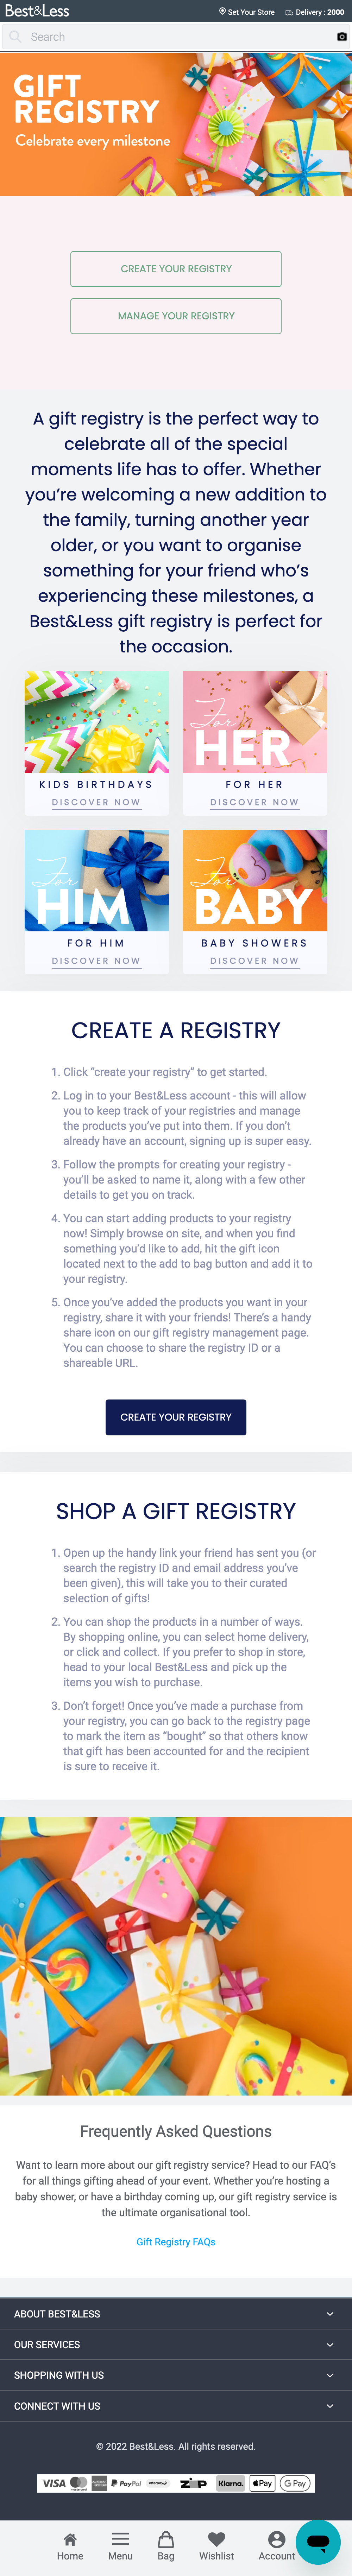 Best&Less
Set Your Store
Delivery : 2000
Search
GIFT
REGISTRY
Celebrate every milestone
CREATE YOUR REGISTRY
MANAGE YOUR REGISTRY
A gift registry is the perfect way to
celebrate all of the special
moments life has to offer. Whether
you’re welcoming a new addition to
the family, turning another year
older, or you want to organise
something for your friend who’s
experiencing these milestones, a
Best&Less gift registry is perfect for
the occasion.
KIDS BIRTHDAYS
DISCOVER NOW
For
HER
FOR HER
DISCOVER NOW
For
HIM
FOR HIM
DISCOVER NOW
For
BABY
BABY SHOWERS
DISCOVER NOW
CREATE A REGISTRY
1. Click “create your registry” to get started.
2. Log in to your Best&Less account - this will allow
you to keep track of your registries and manage
the products you’ve put into them. If you don’t
already have an account, signing up is super easy.
3. Follow the prompts for creating your registry -
you’ll be asked to name it, along with a few other
details to get you on track.
4. You can start adding products to your registry
now! Simply browse on site, and when you find
something you’d like to add, hit the gift icon
located next to the add to bag button and add it to
your registry.
5. Once you’ve added the products you want in your
registry, share it with your friends! There’s a handy
share icon on our gift registry management page.
You can choose to share the registry ID or a
shareable URL.
CREATE YOUR REGISTRY
SHOP A GIFT REGISTRY
1. Open up the handy link your friend has sent you (or
search the registry ID and email address you’ve
been given), this will take you to their curated
selection of gifts!
2. You can shop the products in a number of ways.
By shopping online, you can select home delivery,
or click and collect. If you prefer to shop in store,
head to your local Best&Less and pick up the
items you wish to purchase.
3. Don’t forget! Once you’ve made a purchase from
your registry, you can go back to the registry page
to mark the item as “bought” so that others know
that gift has been accounted for and the recipient
is sure to receive it.
Frequently Asked Questions
Want to learn more about our gift registry service? Head to our FAQ’s
for all things gifting ahead of your event. Whether you’re hosting a
baby shower, or have a birthday coming up, our gift registry service is
the ultimate organisational tool.
Gift Registry FAQs
ABOUT BEST&LESS
OUR SERVICES
SHOPPING WITH US
CONNECT WITH US
© 2022 Best&Less. All rights reserved.
VISA
PayPal
afterpay
ZIP
Klarna.
Pay
G Pay
Home
Menu
Bag
Wishlist
Account